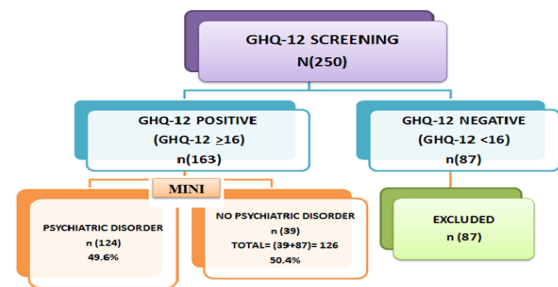 GHQ-12 SCREENING
N(250)
GHQ-12 POSITIVE
(GHQ-12 ≥16)
n(163)
GHQ-12 NEGATIVE
(GHQ-12 <16)
n(87)
MINI
PSYCHIATRIC DISORDER
n (124)
49.6%
NO PSYCHIATRIC DISORDER
n (39)
TOTAL= (39+87)= 126
50.4%
EXCLUDED
n (87)